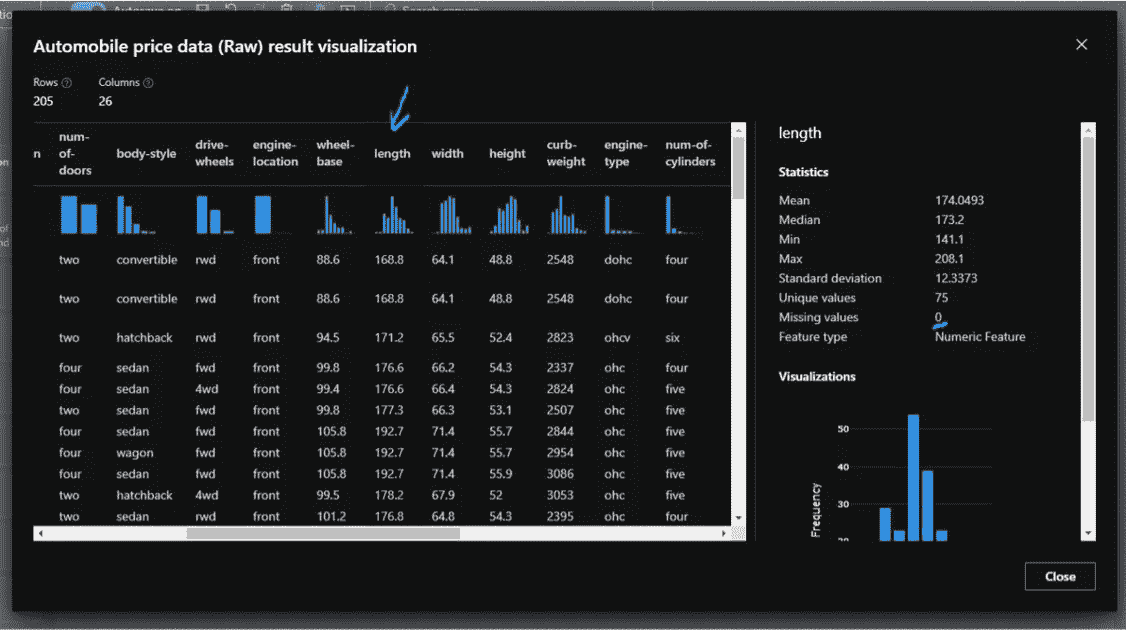 Autosave on
Search canvas
Automobile price data (Raw) result visualization
Rows Columns
205 26
n num-of-doors body-style drive-wheels engine-location wheel-base length width height curb-weight engine-type num-of-cylinders
two convertible rwd front 88.6 168.8 64.1 48.8 2548 dohc four
two convertible rwd front 88.6 168.8 64.1 48.8 2548 dohc four
two hatchback rwd front 94.5 171.2 65.5 52.4 2823 ohcv six
four sedan fwd front 99.8 176.6 66.2 54.3 2337 ohc four
four sedan 4wd front 99.4 176.6 66.4 54.3 2824 ohc five
two sedan fwd front 99.8 177.3 66.3 53.1 2507 ohc five
four sedan fwd front 105.8 192.7 71.4 55.7 2844 ohc five
four wagon fwd front 105.8 192.7 71.4 55.7 2954 ohc five
four sedan fwd front 105.8 192.7 71.4 55.9 3086 ohc five
two hatchback 4wd front 99.5 178.2 67.9 52 3053 ohc five
two sedan rwd front 101.2 176.8 64.8 54.3 2395 ohc four
length
Statistics
Mean 174.0493
Median 173.2
Min 141.1
Max 208.1
Standard deviation 12.3373
Unique values 75
Missing values 0
Feature type Numeric Feature
Visualizations
50
40
30
Frequency
Close